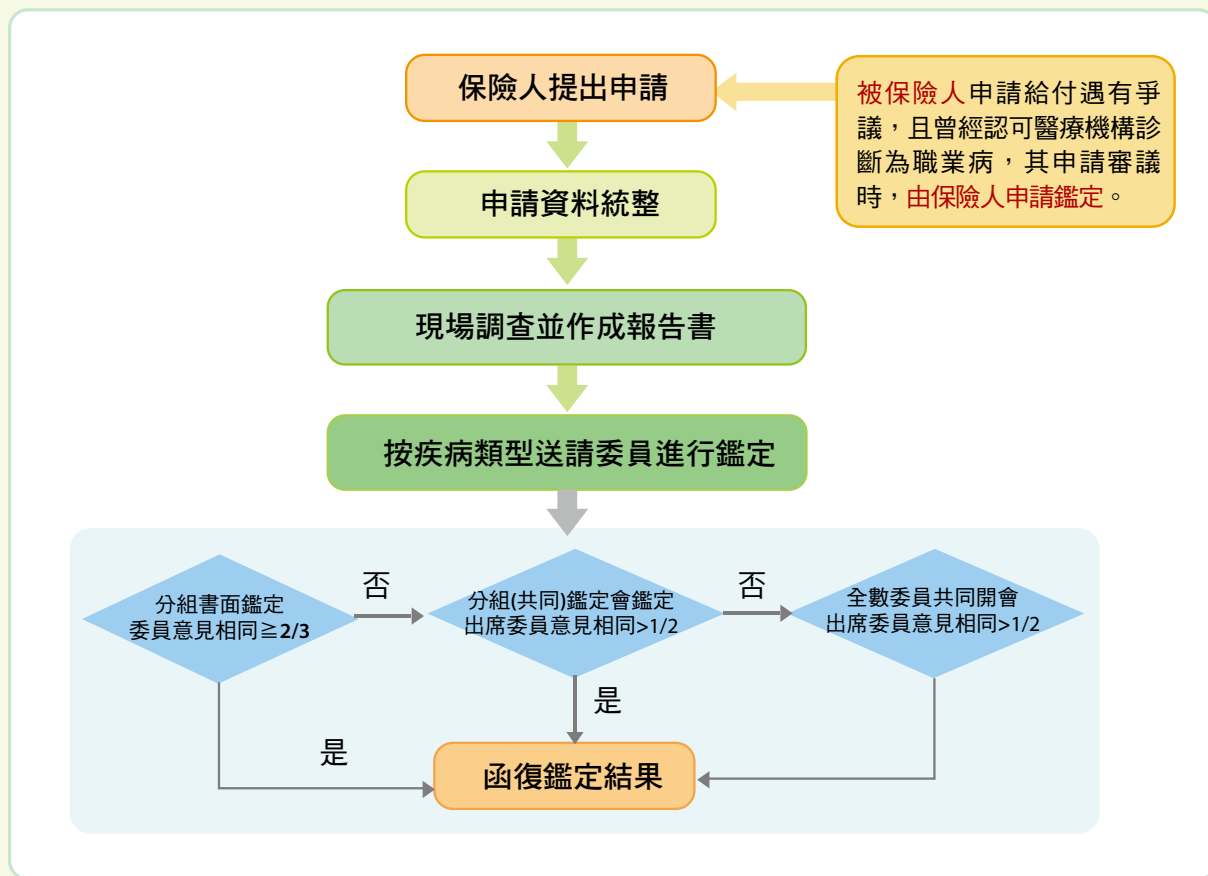 保險人提出申請
被保險人申請給付遇有爭
議，且曾經認可醫療機構診
斷為職業病，其申請審議
時，由保險人申請鑑定。
申請資料統整
現場調查並作成報告書
按疾病類型送請委員進行鑑定
分組書面鑑定
委員意見相同≧2/3
否
分組(共同)鑑定會鑑定
出席委員意見相同>1/2
否
全數委員共同開會
出席委員意見相同>1/2
是
是
函復鑑定結果